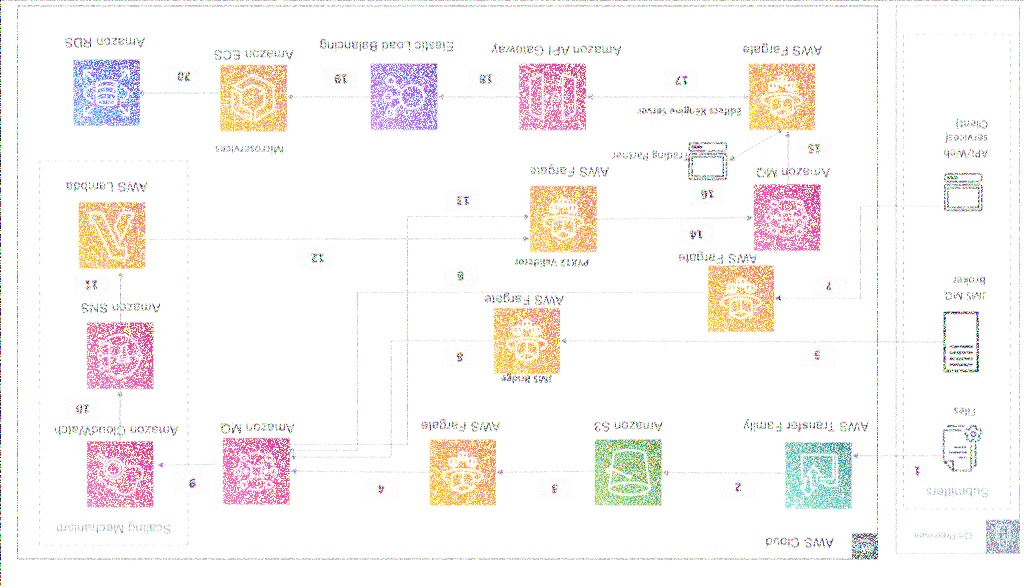 On-Premises
AWS Cloud
Submitters
Scaling Mechanism
1
2
3
4
9
Files
AWS Transfer Family
Amazon S3
AWS Fargate
Amazon MQ
Amazon CloudWatch
10
JMS Bridge
5
6
JMS MQ
Broker
AWS Fargate
Amazon SNS
7
8
11
AWS Fargate
PyX12 Validator
12
14
13
16
API/Web
services(
Client)
Amazon MQ
AWS Fargate
AWS Lambda
15
Trading Partner
Microservices
Edifecs XEngine Server
17
18
19
20
AWS Fargate
Amazon API Gateway
Elastic Load Balancing
Amazon ECS
Amazon RDS